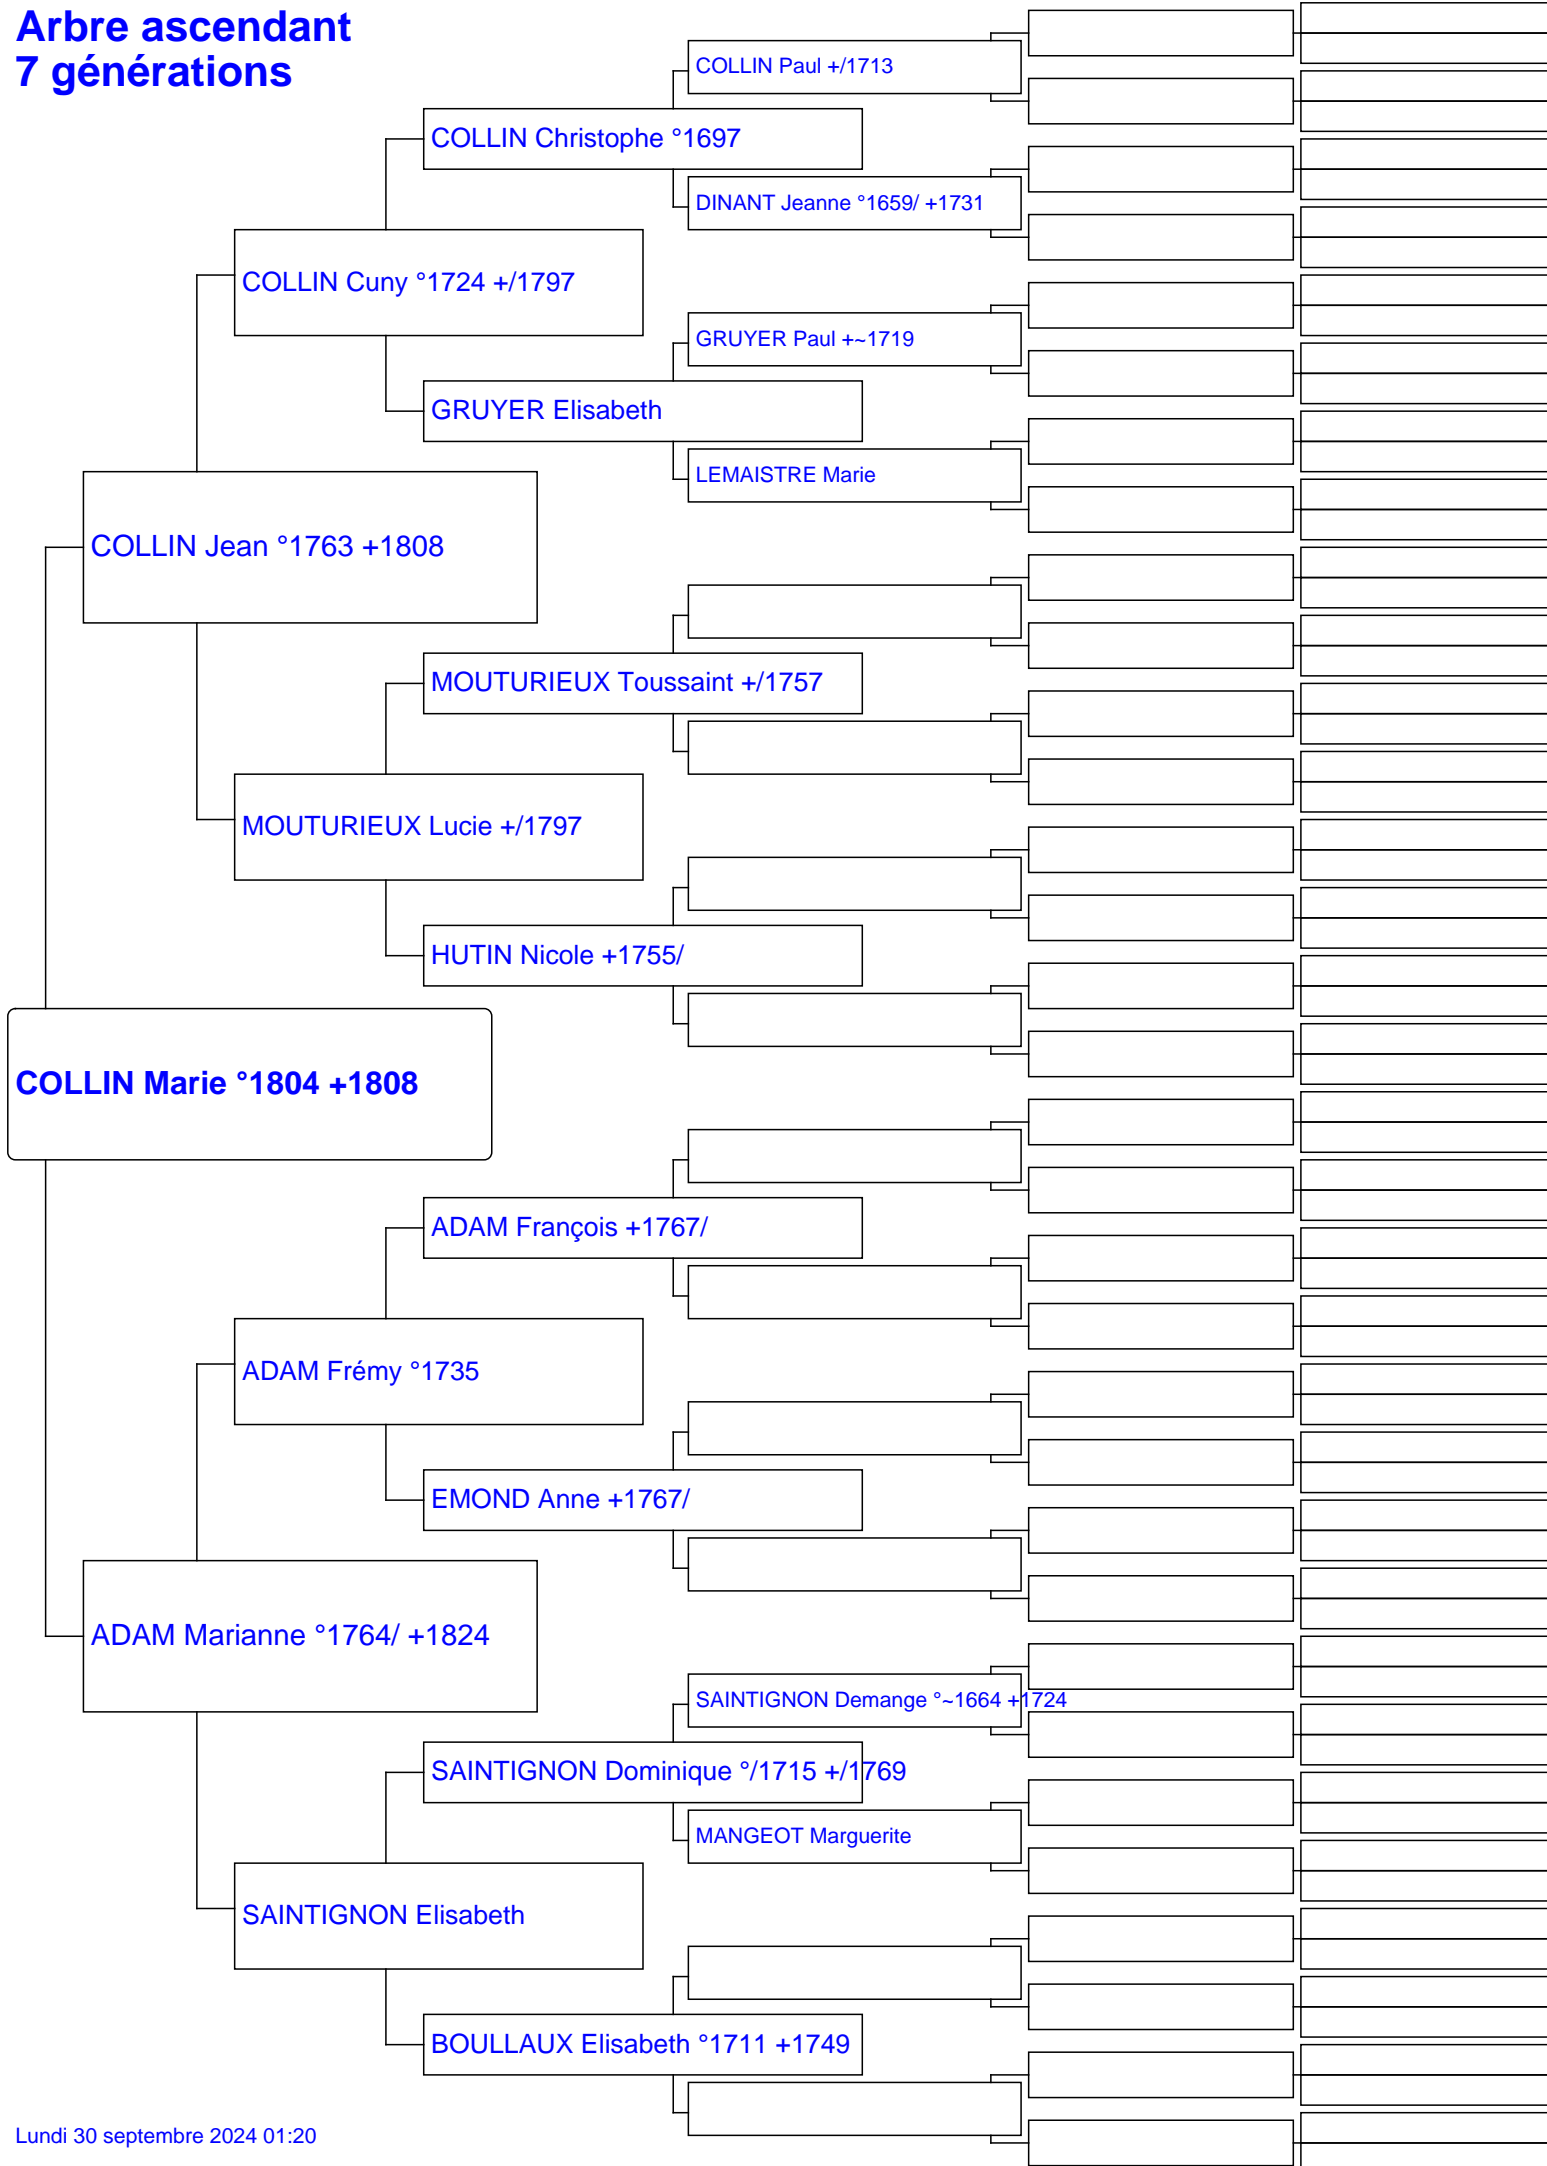 Arbre ascendant
7 générations
COLLIN Paul +/1713
COLLIN Christophe °1697
DINANT Jeanne °1659/ +1731
COLLIN Cuny °1724 +/1797
GRUYER Paul +~1719
GRUYER Elisabeth
LEMAISTRE Marie
COLLIN Jean °1763 +1808
MOUTURIEUX Toussaint +/1757
MOUTURIEUX Lucie +/1797
HUTIN Nicole +1755/
COLLIN Marie °1804 +1808
ADAM François +1767/
ADAM Frémy °1735
EMOND Anne +1767/
ADAM Marianne °1764/ +1824
SAINTIGNON Demange °~1664 +1724
SAINTIGNON Dominique °/1715 +/1769
MANGEOT Marguerite
SAINTIGNON Elisabeth
BOULLAUX Elisabeth °1711 +1749
Lundi 30 septembre 2024 01:20